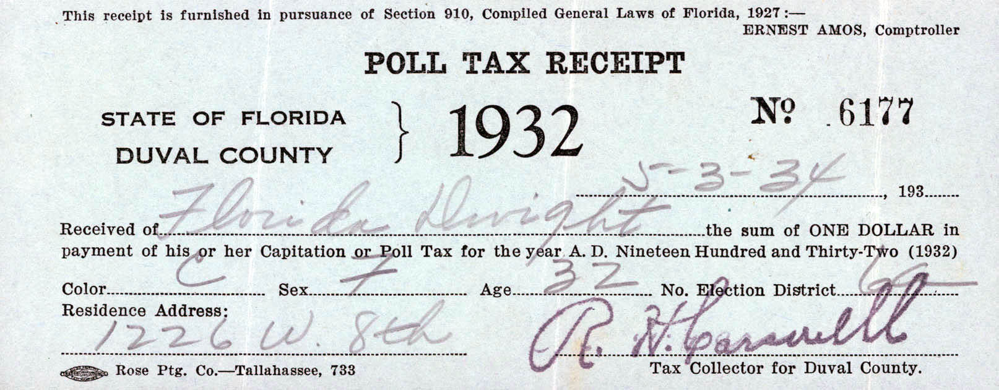 This receipt is furnished in pursuance of Section 910, Compiled General Laws of Florida, 1927:—
ERNEST AMOS, Comptroller
POLL TAX RECEIPT
STATE OF FLORIDA
DUVAL COUNTY
} 1932
No. 6177
5-3-34, 193
Received of Florida Dwight the sum of ONE DOLLAR in
payment of his or her Capitation or Poll Tax for the year A. D. Nineteen Hundred and Thirty-Two (1932)
Color C Sex F Age 32 No. Election District 6a
Residence Address:
1226 W. 8th R. H. Carswell
Rose Ptg. Co.—Tallahassee, 733 Tax Collector for Duval County.